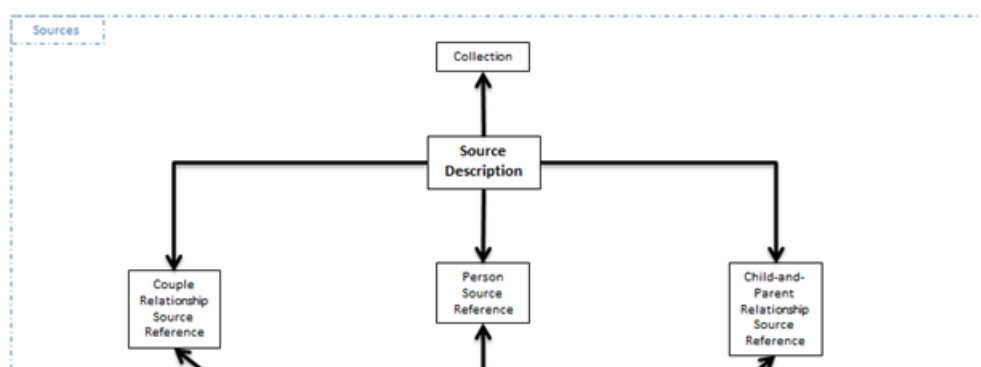 Sources
Collection
Source
Description
Couple
Relationship
Source
Reference
Person
Source
Reference
Child-and-
Parent
Relationship
Source
Reference